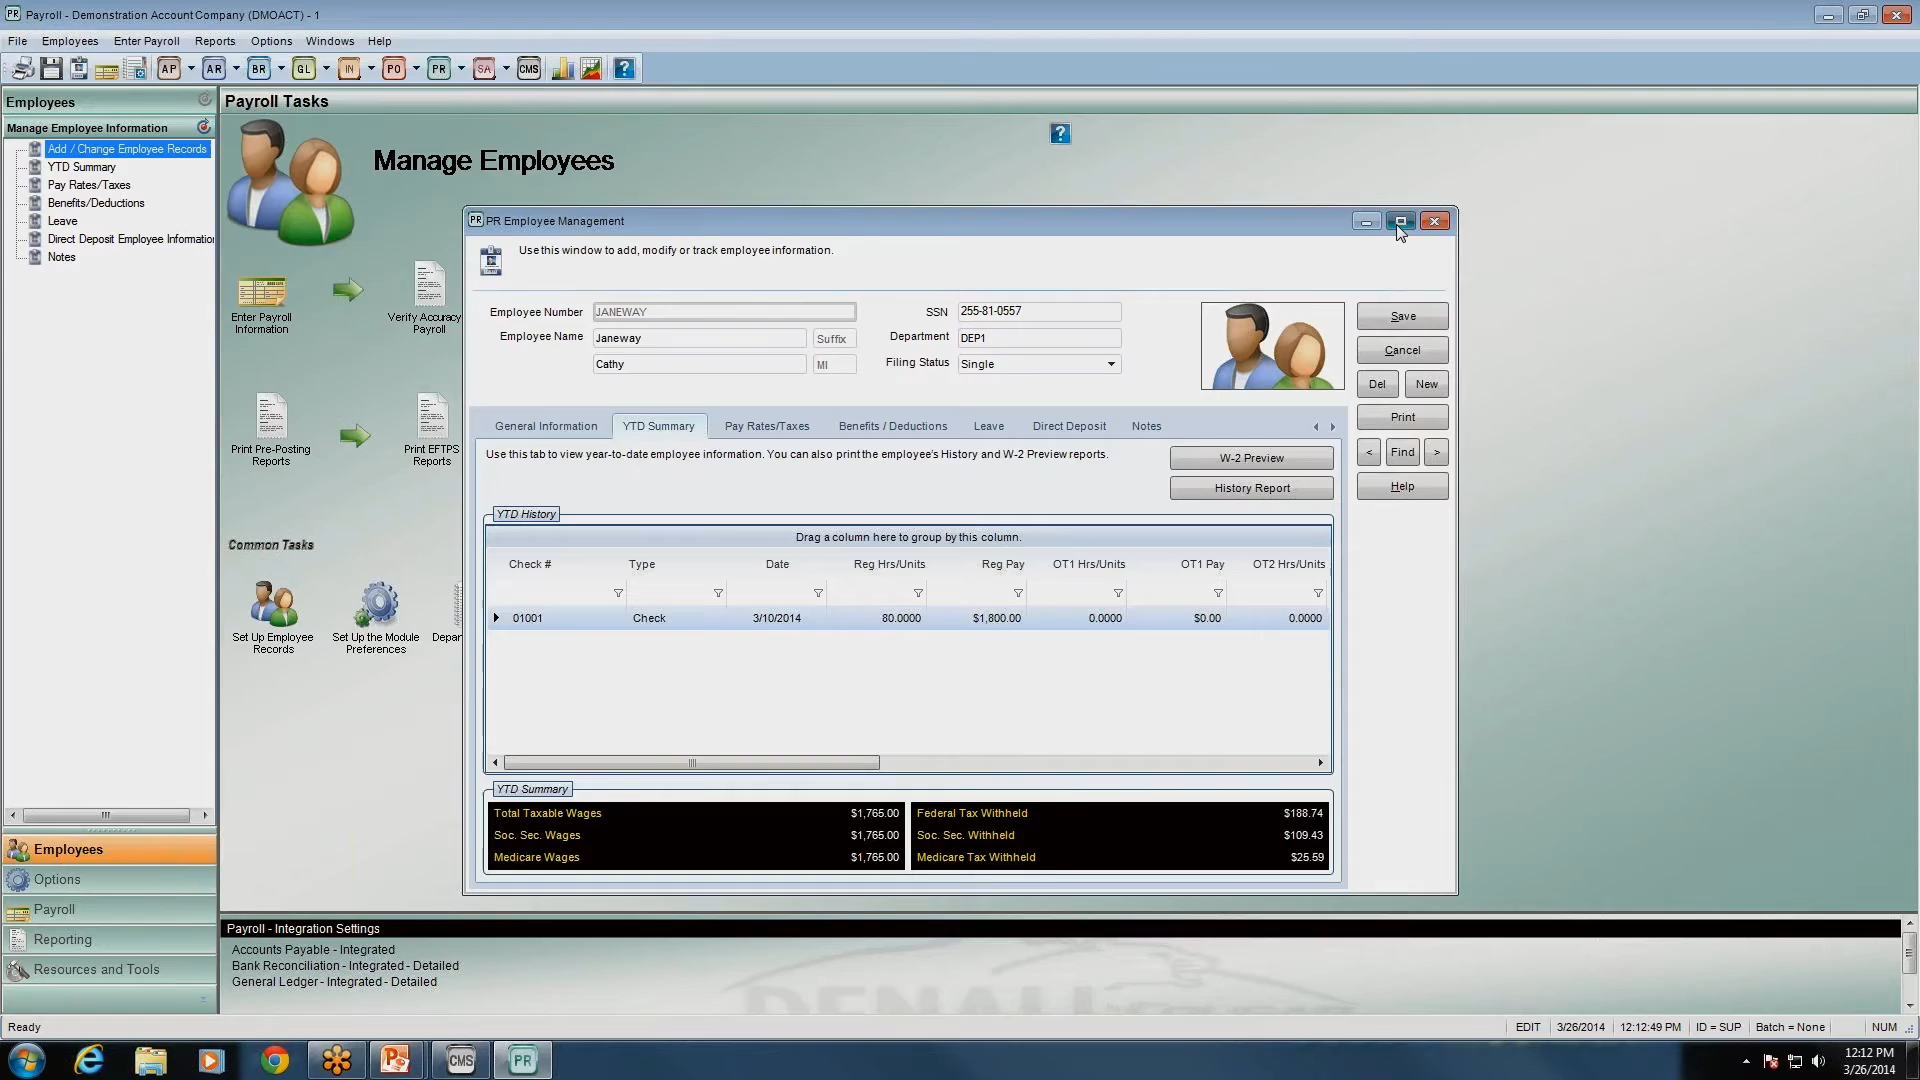 Payroll - Demonstration Account Company (DMOACT) - 1
File Employees Enter Payroll Reports Options Windows Help
AP AR BR GL IN PO PR SA CMS ?
Employees
Manage Employee Information
Add / Change Employee Records
YTD Summary
Pay Rates/Taxes
Benefits/Deductions
Leave
Direct Deposit Employee Information
Notes
Payroll Tasks
Manage Employees
?
Enter Payroll
Information
Verify Accuracy
Payroll
Print Pre-Posting
Reports
Print EFTPS
Reports
Common Tasks
Set Up Employee
Records
Set Up the Module
Preferences
Depar
PR Employee Management
Use this window to add, modify or track employee information.
Employee Number JANEWAY
Employee Name Janeway Suffix
Cathy MI
SSN 255-81-0557
Department DEP1
Filing Status Single
Save
Cancel
Del New
Print
< Find >
Help
General Information YTD Summary Pay Rates/Taxes Benefits / Deductions Leave Direct Deposit Notes
Use this tab to view year-to-date employee information. You can also print the employee's History and W-2 Preview reports.
W-2 Preview
History Report
YTD History
Drag a column here to group by this column.
Check # Type Date Reg Hrs/Units Reg Pay OT1 Hrs/Units OT1 Pay OT2 Hrs/Units
01001 Check 3/10/2014 80.0000 $1,800.00 0.0000 $0.00 0.0000
YTD Summary
Total Taxable Wages $1,765.00 Federal Tax Withheld $188.74
Soc. Sec. Wages $1,765.00 Soc. Sec. Withheld $109.43
Medicare Wages $1,765.00 Medicare Tax Withheld $25.59
Employees
Options
Payroll
Reporting
Resources and Tools
Payroll - Integration Settings
Accounts Payable - Integrated
Bank Reconciliation - Integrated - Detailed
General Ledger - Integrated - Detailed
DENALI
Ready EDIT 3/26/2014 12:12:49 PM ID = SUP Batch = None NUM
CMS PR
12:12 PM
3/26/2014